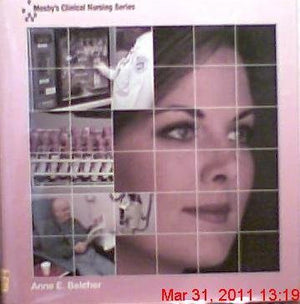 Mosby's Clinical Nursing Series
Anne E. Belcher
Mar 31, 2011 13:19